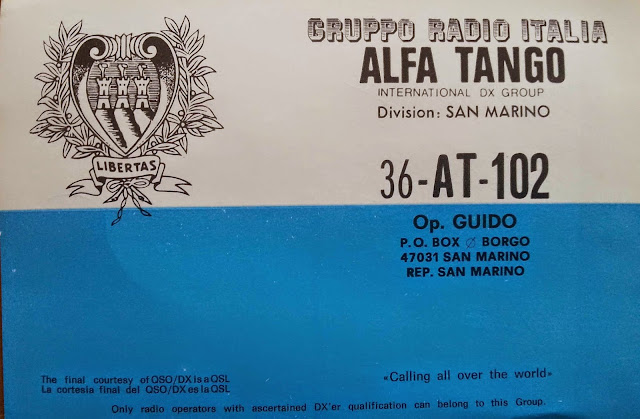 GRUPPO RADIO ITALIA
ALFA TANGO
INTERNATIONAL DX GROUP
Division: SAN MARINO
LIBERTAS
36-AT-102
Op. GUIDO
P.O. BOX Ø BORGO
47031 SAN MARINO
REP. SAN MARINO
The final courtesy of QSO/DX is a QSL
La cortesia final del QSO/DX es la QSL
«Calling all over the world»
Only radio operators with ascertained DX'er qualification can belong to this Group.